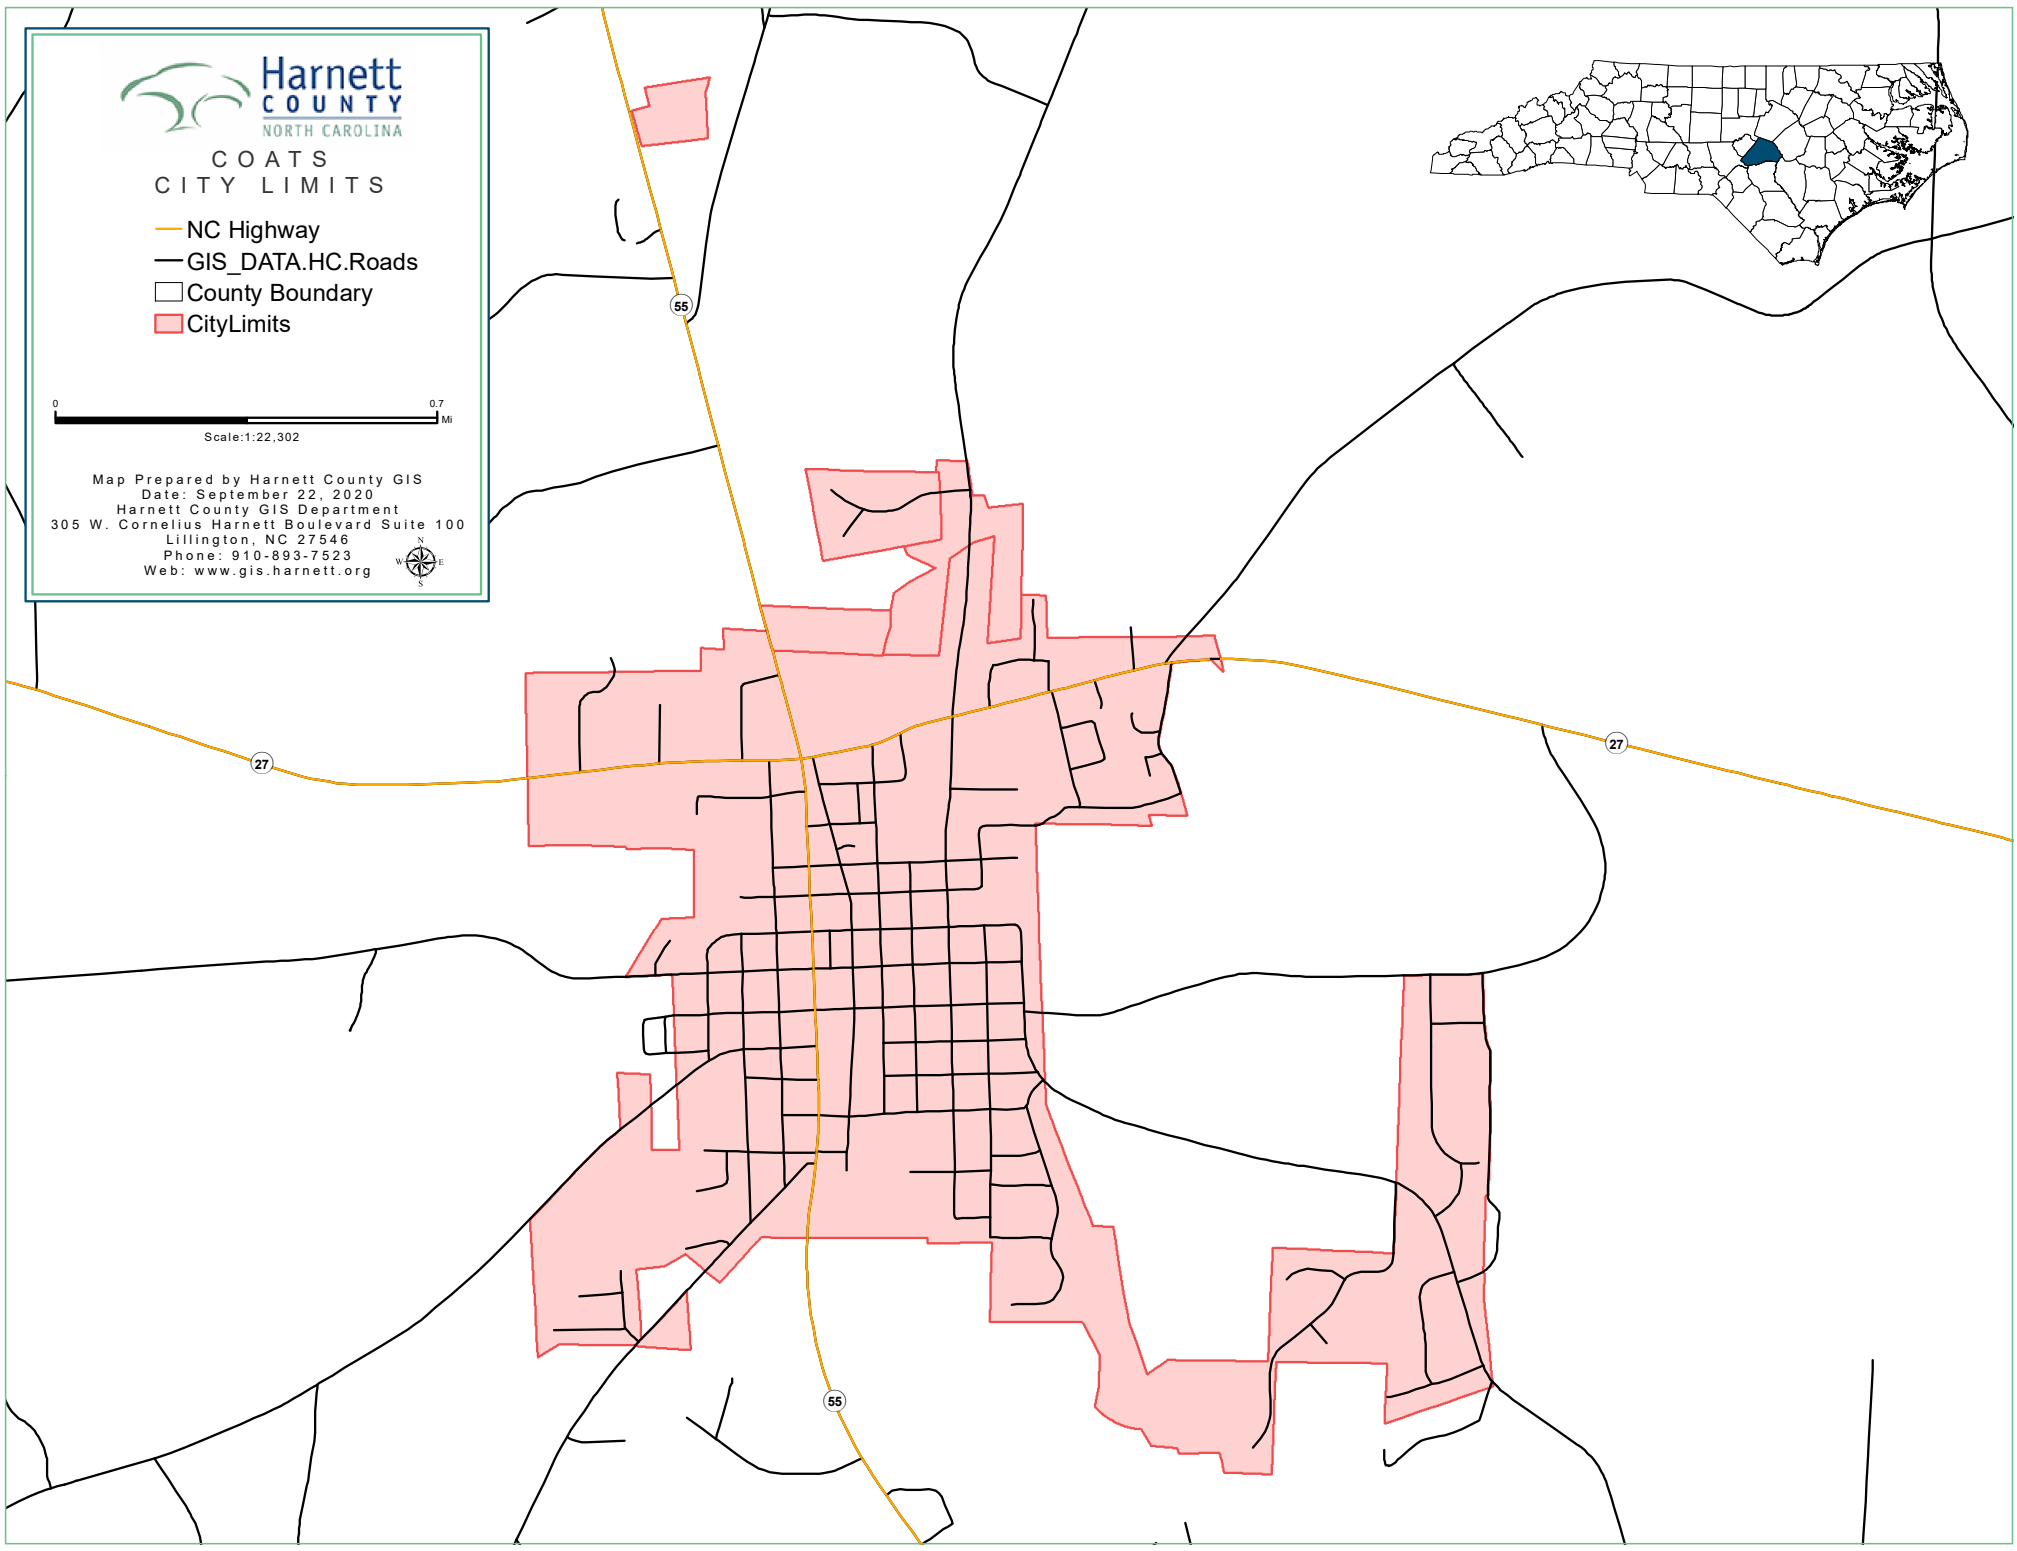 Harnett
COUNTY
NORTH CAROLINA
COATS
CITY LIMITS
NC Highway
GIS_DATA.HC.Roads
County Boundary
CityLimits
0 0.7
Mi
Scale:1:22,302
Map Prepared by Harnett County GIS
Date: September 22, 2020
Harnett County GIS Department
305 W. Cornelius Harnett Boulevard Suite 100
Lillington, NC 27546
Phone: 910-893-7523
Web: www.gis.harnett.org
N
W E
S
55
27
27
55